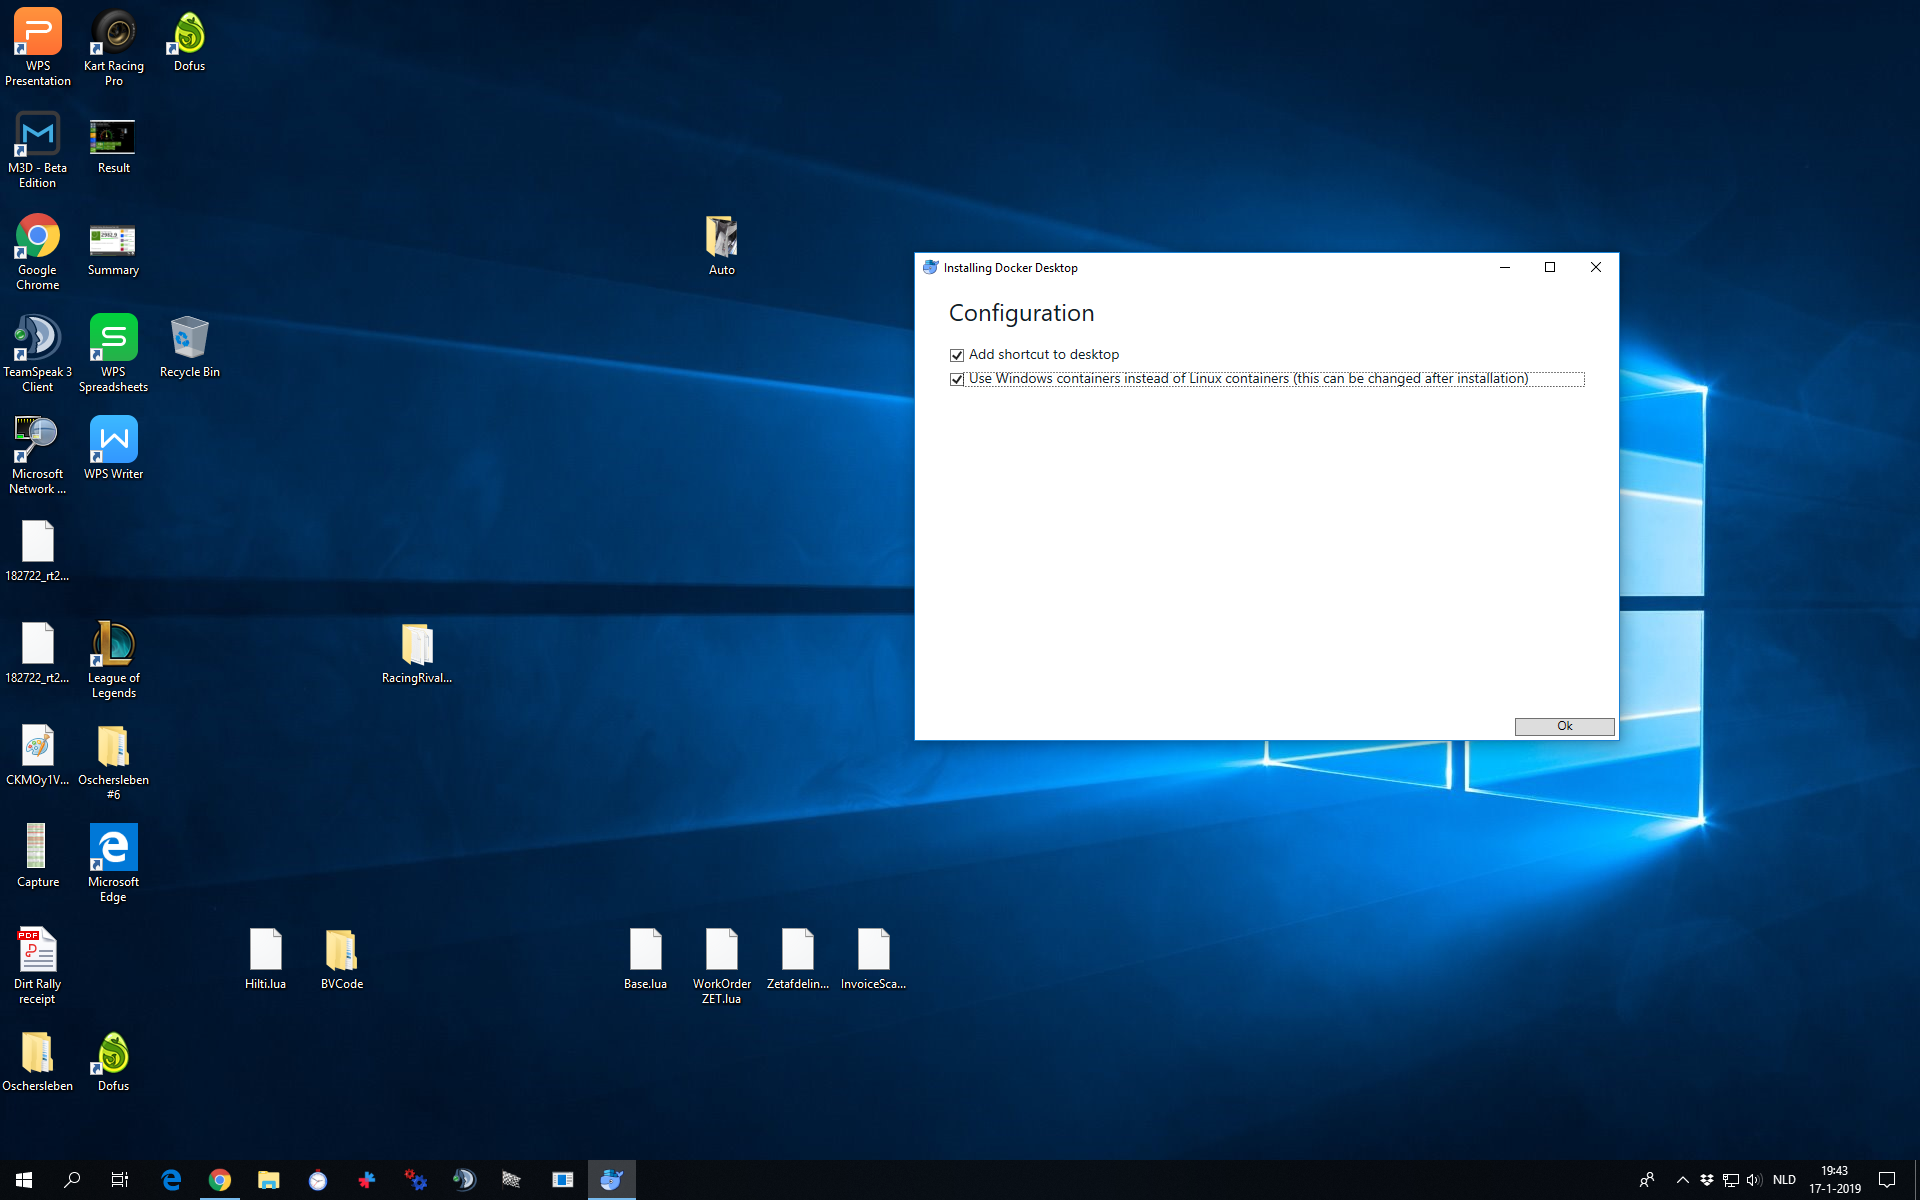 WPS
Presentation
Kart Racing
Pro
Dofus
M3D - Beta
Edition
Result
Google
Chrome
Summary
Auto
TeamSpeak 3
Client
WPS
Spreadsheets
Recycle Bin
Microsoft
Network ...
WPS Writer
182722_rt2...
182722_rt2...
League of
Legends
RacingRival...
CKMOy1V...
Oschersleben
#6
Capture
Microsoft
Edge
PDF
Dirt Rally
receipt
Hilti.lua
BVCode
Base.lua
WorkOrder
ZET.lua
Zetafdelin...
InvoiceSca...
Oschersleben
Dofus
Installing Docker Desktop
Configuration
Add shortcut to desktop
Use Windows containers instead of Linux containers (this can be changed after installation)
Ok
NLD
19:43
17-1-2019